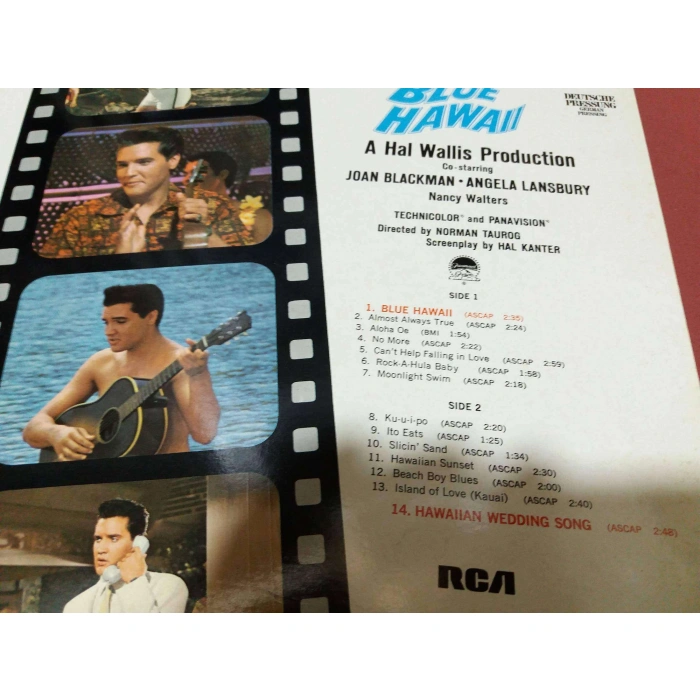 BLUE
HAWAII
DEUTSCHE
PRESSUNG
GERMAN
PRESSING
A Hal Wallis Production
Co-starring
JOAN BLACKMAN • ANGELA LANSBURY
Nancy Walters
TECHNICOLOR® and PANAVISION®
Directed by NORMAN TAUROG
Screenplay by HAL KANTER
SIDE 1
1. BLUE HAWAII (ASCAP 2:35)
2. Almost Always True (ASCAP 2:24)
3. Aloha Oe (BMI 1:54)
4. No More (ASCAP 2:22)
5. Can't Help Falling in Love (ASCAP 2:59)
6. Rock-A-Hula Baby (ASCAP 1:58)
7. Moonlight Swim (ASCAP 2:18)
SIDE 2
8. Ku-u-i-po (ASCAP 2:20)
9. Ito Eats (ASCAP 1:25)
10. Slicin' Sand (ASCAP 1:34)
11. Hawaiian Sunset (ASCAP 2:30)
12. Beach Boy Blues (ASCAP 2:00)
13. Island of Love (Kauai) (ASCAP 2:40)
14. HAWAIIAN WEDDING SONG (ASCAP 2:48)
RCA